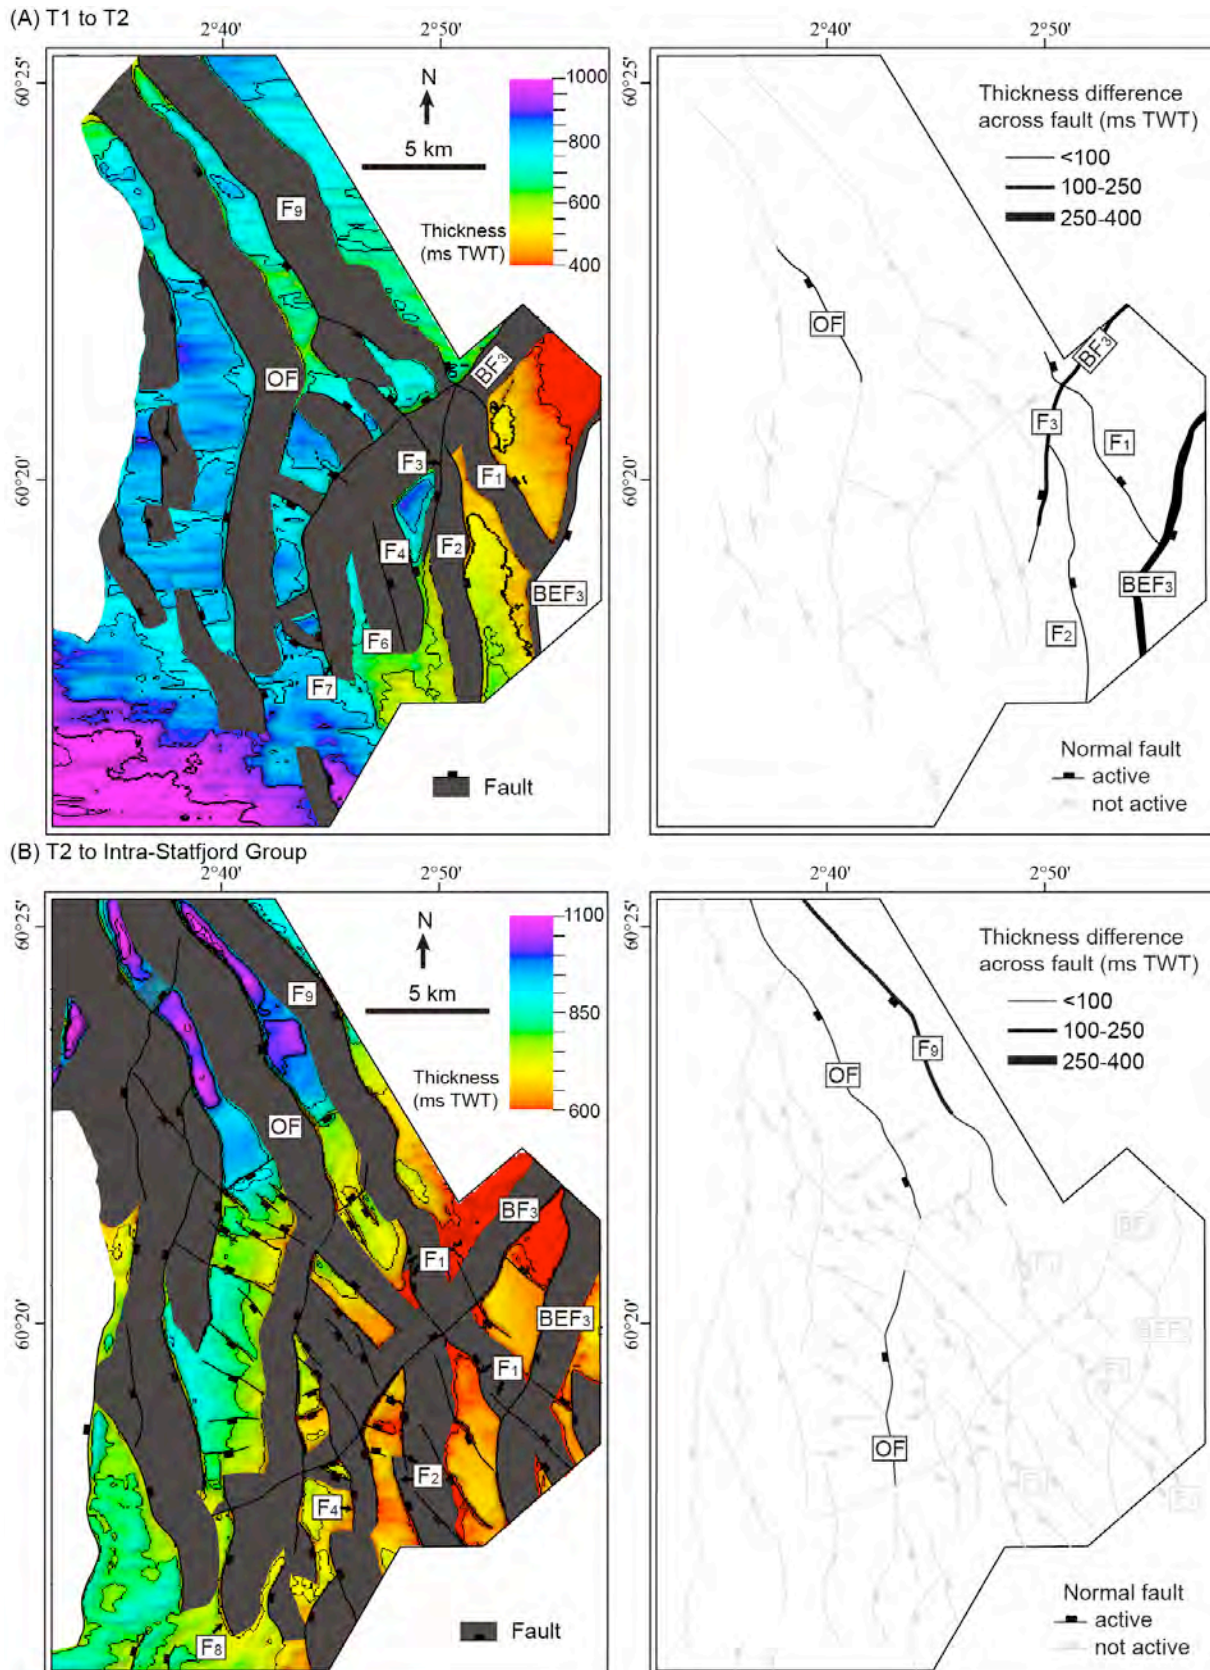 (A) T1 to T2
2°40'
2°50'
2°40'
2°50'
60°25'
N
5 km
1000
800
600
400
Thickness
(ms TWT)
F9
OF
BF3
F3
F1
F4
F2
BEF3
F6
F7
Fault
60°20'
60°25'
Thickness difference
across fault (ms TWT)
<100
100-250
250-400
OF
BF3
F3
F1
BEF3
F2
60°20'
Normal fault
active
not active
(B) T2 to Intra-Statfjord Group
2°40'
2°50'
2°40'
2°50'
60°25'
N
5 km
1100
850
600
Thickness
(ms TWT)
F9
OF
BF3
F1
BEF3
F1
F2
F4
F8
Fault
60°20'
60°25'
Thickness difference
across fault (ms TWT)
<100
100-250
250-400
F9
OF
BF
F1
BEF
F1
OF
60°20'
Normal fault
active
not active